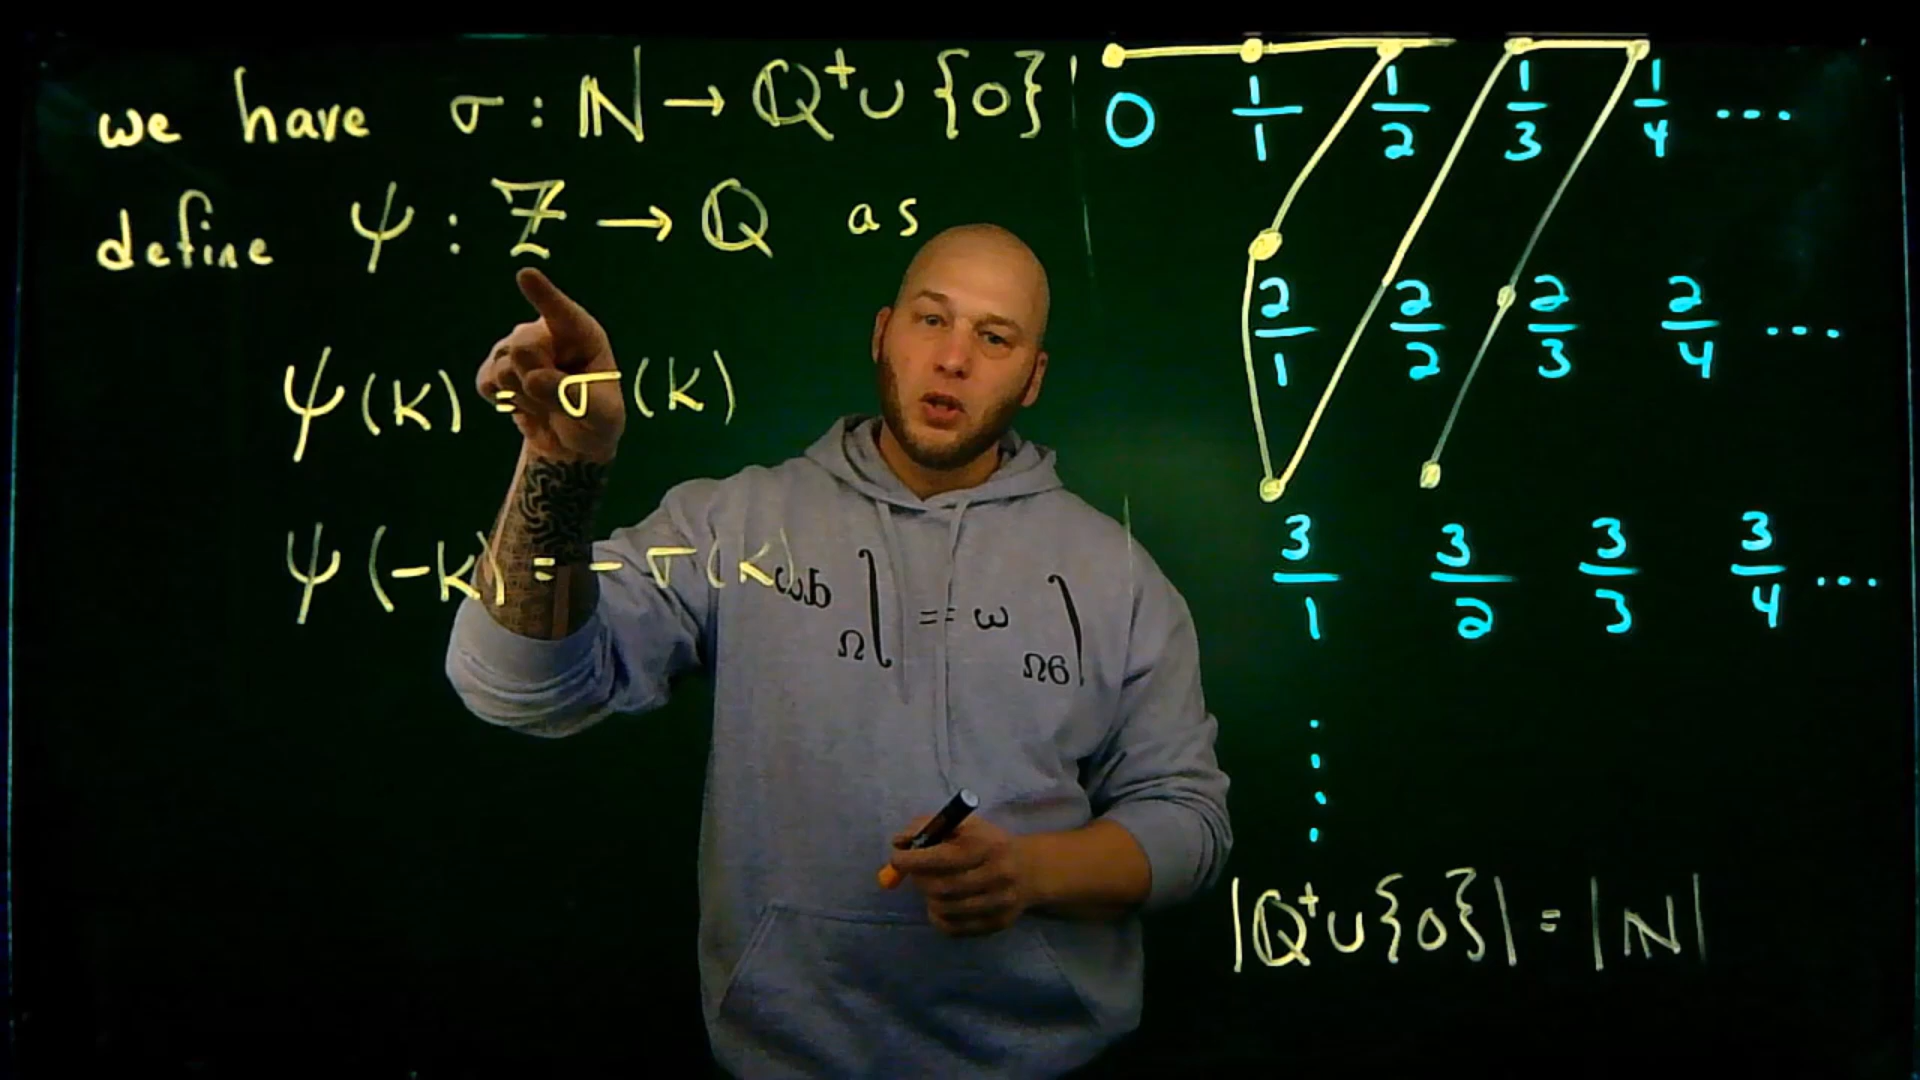 we have σ : ℕ → ℚ⁺ ∪ {0}
define ψ : ℤ → ℚ as
ψ(k) = σ(k)
ψ(-k) = -σ(k)
0 1/1 1/2 1/3 1/4 ...
2/1 2/2 2/3 2/4 ...
3/1 3/2 3/3 3/4 ...
|ℚ⁺ ∪ {0}| = |ℕ|